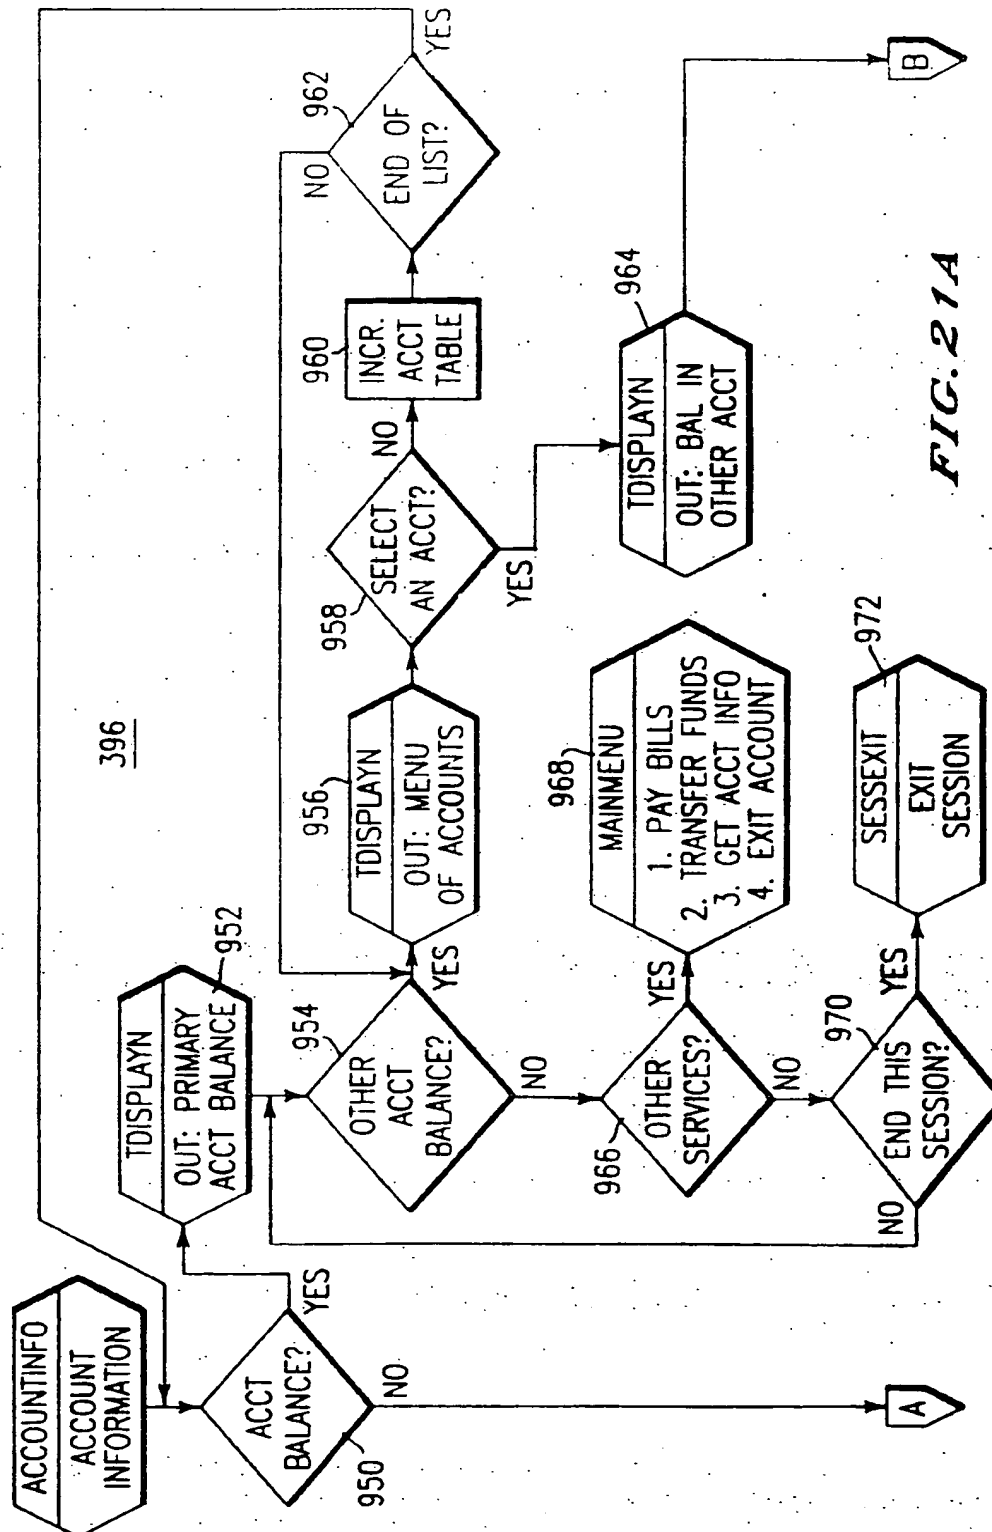 396
ACCOUNTINFO
ACCOUNT
INFORMATION
ACCT
BALANCE?
950
YES
NO
A
TDISPLAYN
OUT: PRIMARY
ACCT BALANCE
952
OTHER
ACCT
BALANCE?
954
YES
NO
TDISPLAYN
OUT: MENU
OF ACCOUNTS
956
SELECT
AN ACCT?
958
NO
YES
INCR.
ACCT
TABLE
960
END OF
LIST?
962
NO
YES
TDISPLAYN
OUT: BAL IN
OTHER ACCT
964
B
OTHER
SERVICES?
966
YES
NO
MAINMENU
1. PAY BILLS
2. TRANSFER FUNDS
3. GET ACCT INFO
4. EXIT ACCOUNT
968
END THIS
SESSION?
970
YES
NO
SESSEXIT
EXIT
SESSION
972
FIG. 21A